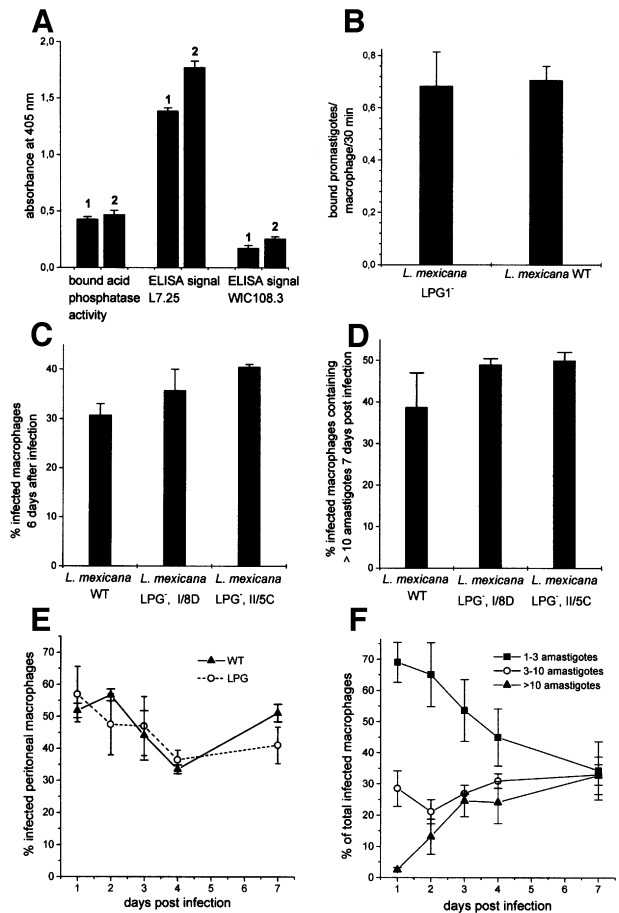 A
absorbance at 405 nm
2,0
1,5
1,0
0,5
0,0
1
2
1
2
1
2
bound acid
phosphatase
activity
ELISA signal
L7.25
ELISA signal
WIC108.3
B
bound promastigotes/
macrophage/30 min
0,8
0,6
0,4
0,2
0,0
L. mexicana
LPG1-
L. mexicana WT
C
% infected macrophages
6 days after infection
40
30
20
10
0
L. mexicana
WT
L. mexicana
LPG-, I/8D
L. mexicana
LPG-, II/5C
D
% infected macrophages containing
> 10 amastigotes 7 days post infection
50
40
30
20
10
0
L. mexicana
WT
L. mexicana
LPG-, I/8D
L. mexicana
LPG-, II/5C
E
% infected peritoneal macrophages
70
60
50
40
30
20
10
0
WT
LPG
1 2 3 4 5 6 7
days post infection
F
% of total infected macrophages
70
60
50
40
30
20
10
0
1-3 amastigotes
3-10 amastigotes
>10 amastigotes
1 2 3 4 5 6 7
days post infection